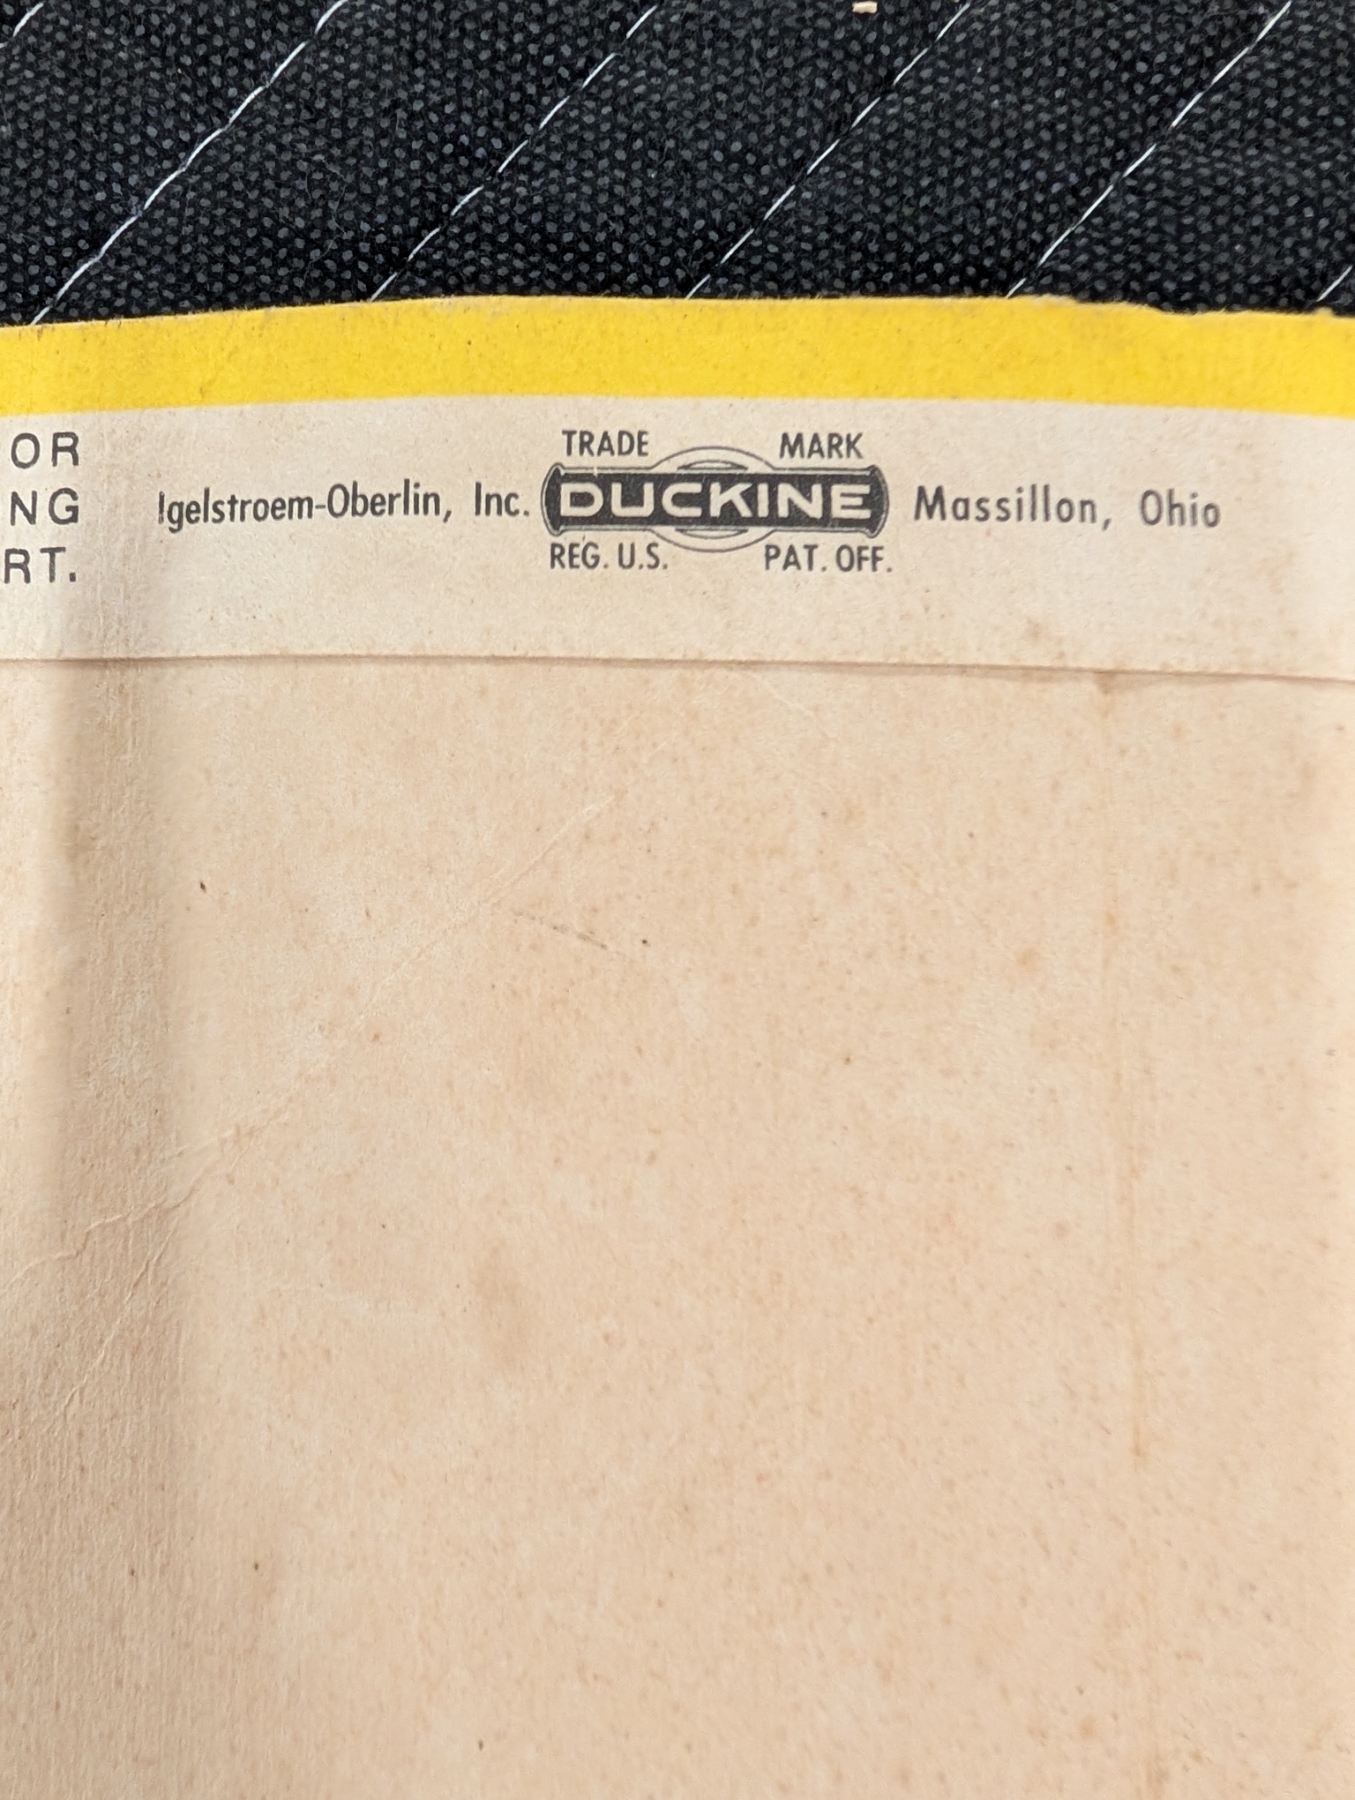 OR
NG
RT.
TRADE MARK
Igelstroem-Oberlin, Inc. DUCKINE Massillon, Ohio
REG. U.S. PAT. OFF.